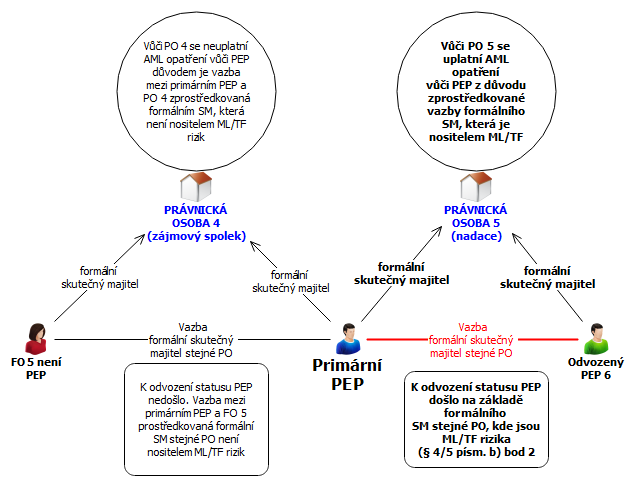 Vůči PO 4 se neuplatní
AML opatření vůči PEP
důvodem je vazba
mezi primárním PEP a
PO 4 zprostředkovaná
formálním SM, která
není nositelem ML/TF
rizik
Vůči PO 5 se
uplatní AML
opatření
vůči PEP z důvodu
zprostředkované
vazby formálního
SM, která je
nositelem ML/TF
PRÁVNICKÁ
OSOBA 4
(zájmový spolek)
PRÁVNICKÁ
OSOBA 5
(nadace)
formální
skutečný majitel
formální
skutečný majitel
formální
skutečný majitel
formální
skutečný majitel
Vazba
formální skutečný
majitel stejné PO
Vazba
formální skutečný
majitel stejné PO
FO 5 není
PEP
Primární
PEP
Odvozený
PEP 6
K odvození statusu PEP
nedošlo. Vazba mezi
primárním PEP a FO 5
prostředkovaná formální
SM stejné PO není
nositelem ML/TF rizik
K odvození statusu PEP
došlo na základě
formálního
SM stejné PO, kde jsou
ML/TF rizika
(§ 4/5 písm. b) bod 2